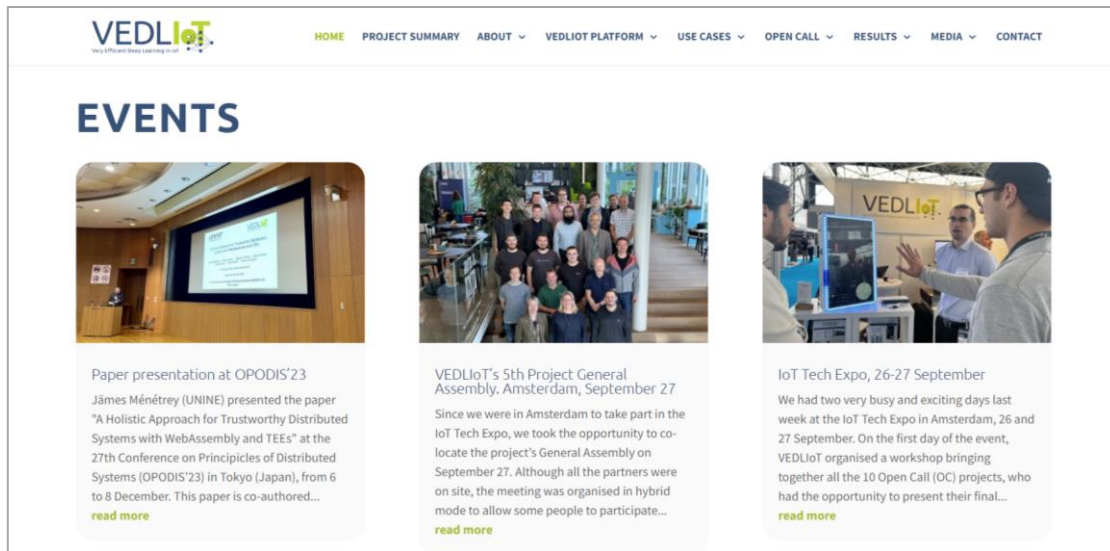 VEDLIoT
Very Efficient Deep Learning in IoT
HOME PROJECT SUMMARY ABOUT VEDLIOT PLATFORM USE CASES OPEN CALL RESULTS MEDIA CONTACT
EVENTS
VEDLIoT
VEDLIoT
Paper presentation at OPODIS'23
Jämes Ménétrey (UNINE) presented the paper
"A Holistic Approach for Trustworthy Distributed
Systems with WebAssembly and TEEs" at the
27th Conference on Principicles of Distributed
Systems (OPODIS'23) in Tokyo (Japan), from 6
to 8 December. This paper is co-authored...
read more
VEDLIoT's 5th Project General
Assembly. Amsterdam, September 27
Since we were in Amsterdam to take part in the
IoT Tech Expo, we took the opportunity to co-
locate the project's General Assembly on
September 27. Although all the partners were
on site, the meeting was organised in hybrid
mode to allow some people to participate...
read more
IoT Tech Expo, 26-27 September
We had two very busy and exciting days last
week at the IoT Tech Expo in Amsterdam, 26 and
27 September. On the first day of the event,
VEDLIoT organised a workshop bringing
together all the 10 Open Call (OC) projects, who
had the opportunity to present their final...
read more